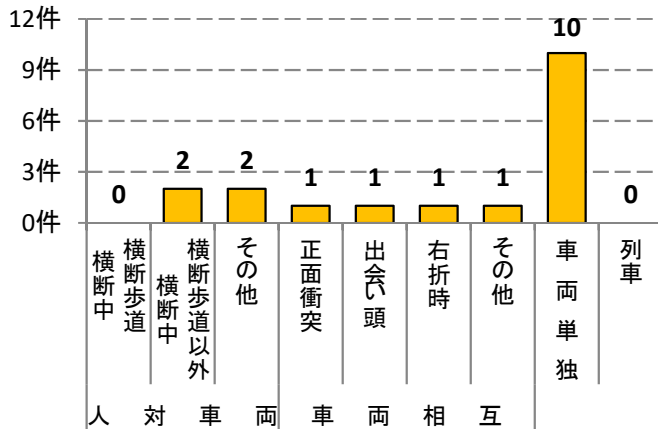 12件
9件
6件
3件
0件
0
2
2
1
1
1
1
10
0
横断歩道
横断中
横断歩道以外
横断中
その他
正面衝突
出会い頭
右折時
その他
車両単独
列車
人対車両
車両相互